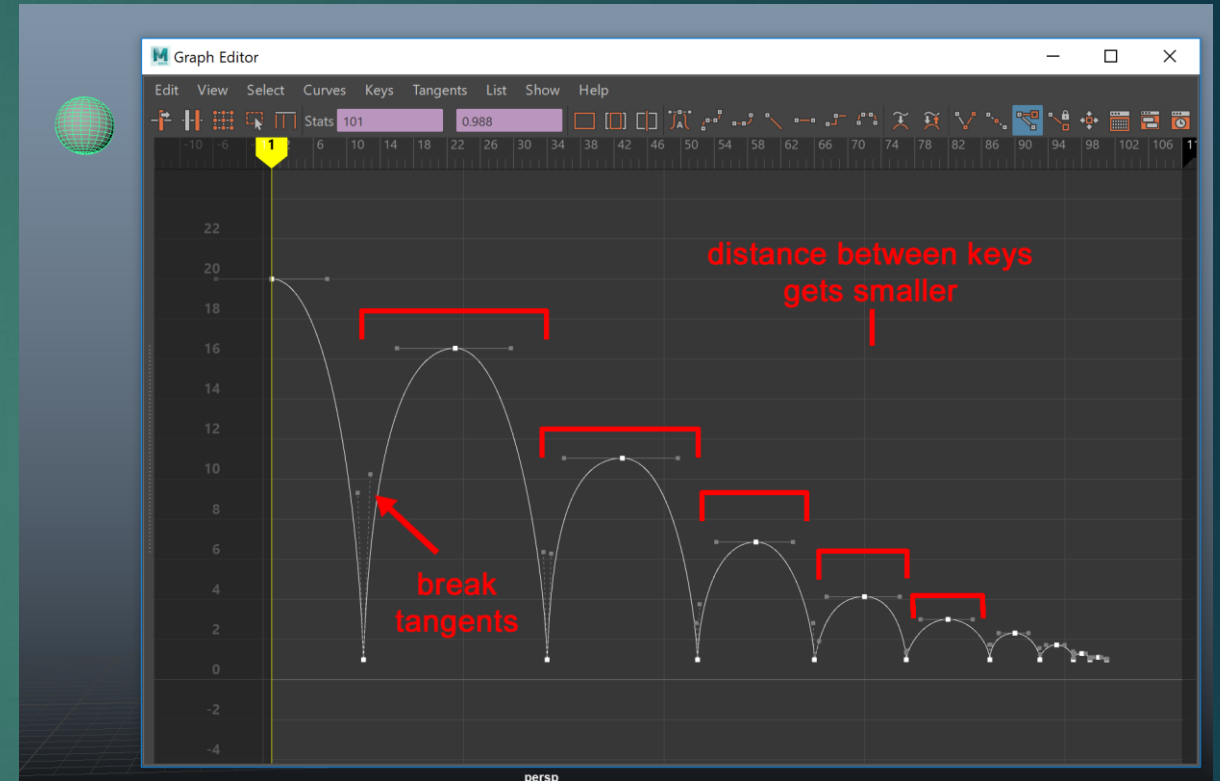 Graph Editor
Edit View Select Curves Keys Tangents List Show Help
Stats 101 0.988
-10 -6 1 2 6 10 14 18 22 26 30 34 38 42 46 50 54 58 62 66 70 74 78 82 86 90 94 98 102 106
22
20
18
16
14
12
10
8
6
4
2
0
-2
-4
distance between keys
gets smaller
break
tangents
persp